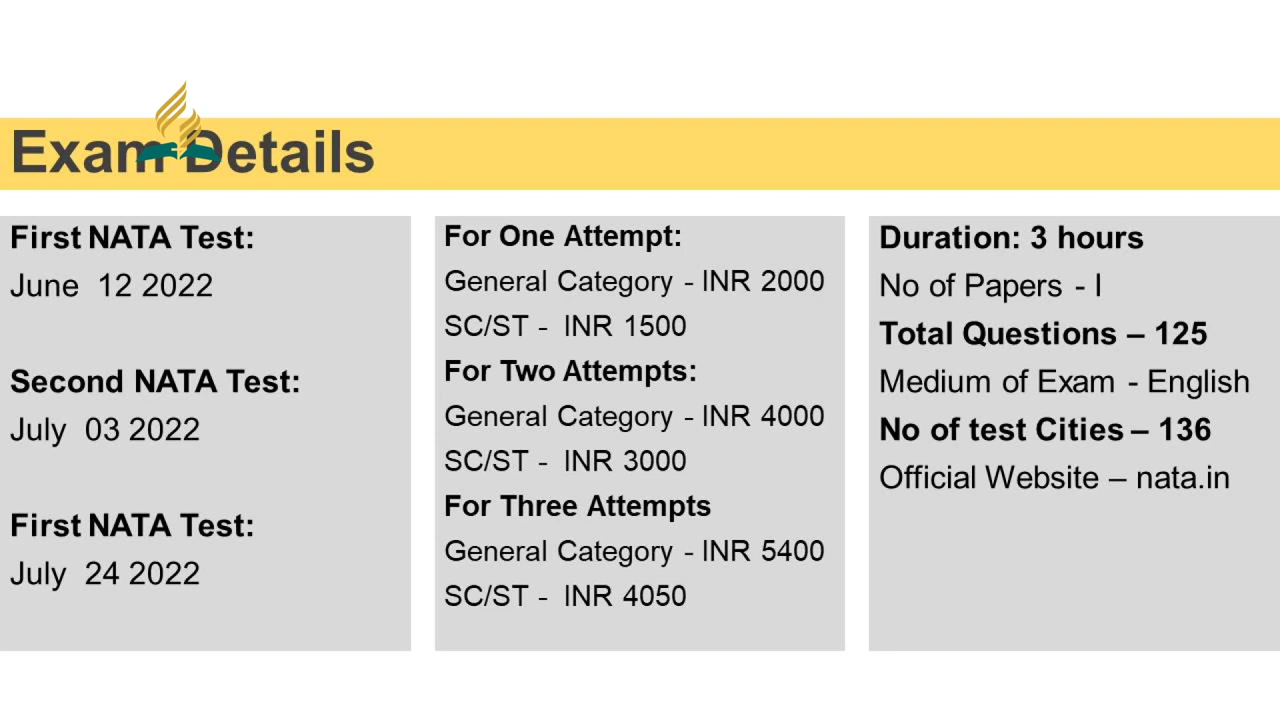 Exam Details
First NATA Test:
June 12 2022
Second NATA Test:
July 03 2022
First NATA Test:
July 24 2022
For One Attempt:
General Category - INR 2000
SC/ST - INR 1500
For Two Attempts:
General Category - INR 4000
SC/ST - INR 3000
For Three Attempts
General Category - INR 5400
SC/ST - INR 4050
Duration: 3 hours
No of Papers - I
Total Questions – 125
Medium of Exam - English
No of test Cities – 136
Official Website – nata.in